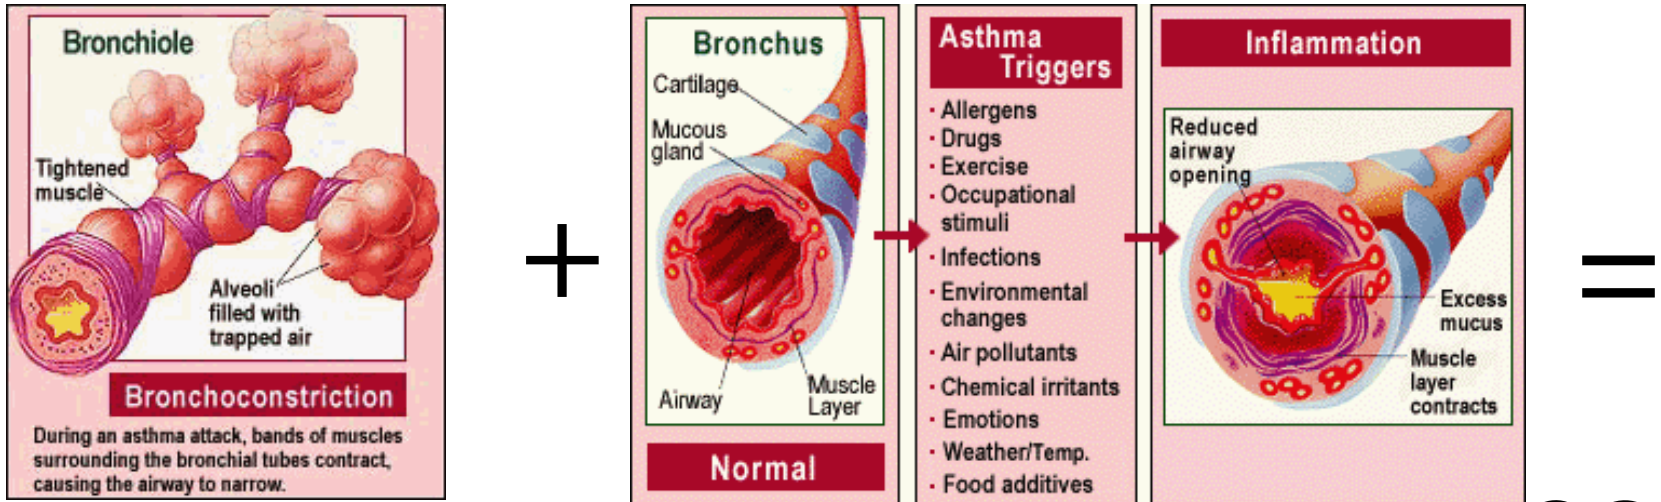 Bronchiole
Tightened
muscle
Alveoli
filled with
trapped air
Bronchoconstriction
During an asthma attack, bands of muscles
surrounding the bronchial tubes contract,
causing the airway to narrow.
+
Bronchus
Cartilage
Mucous
gland
Airway
Muscle
Layer
Normal
Asthma
Triggers
· Allergens
· Drugs
· Exercise
· Occupational
stimuli
· Infections
· Environmental
changes
· Air pollutants
· Chemical irritants
· Emotions
· Weather/Temp.
· Food additives
Inflammation
Reduced
airway
opening
Excess
mucus
Muscle
layer
contracts
=